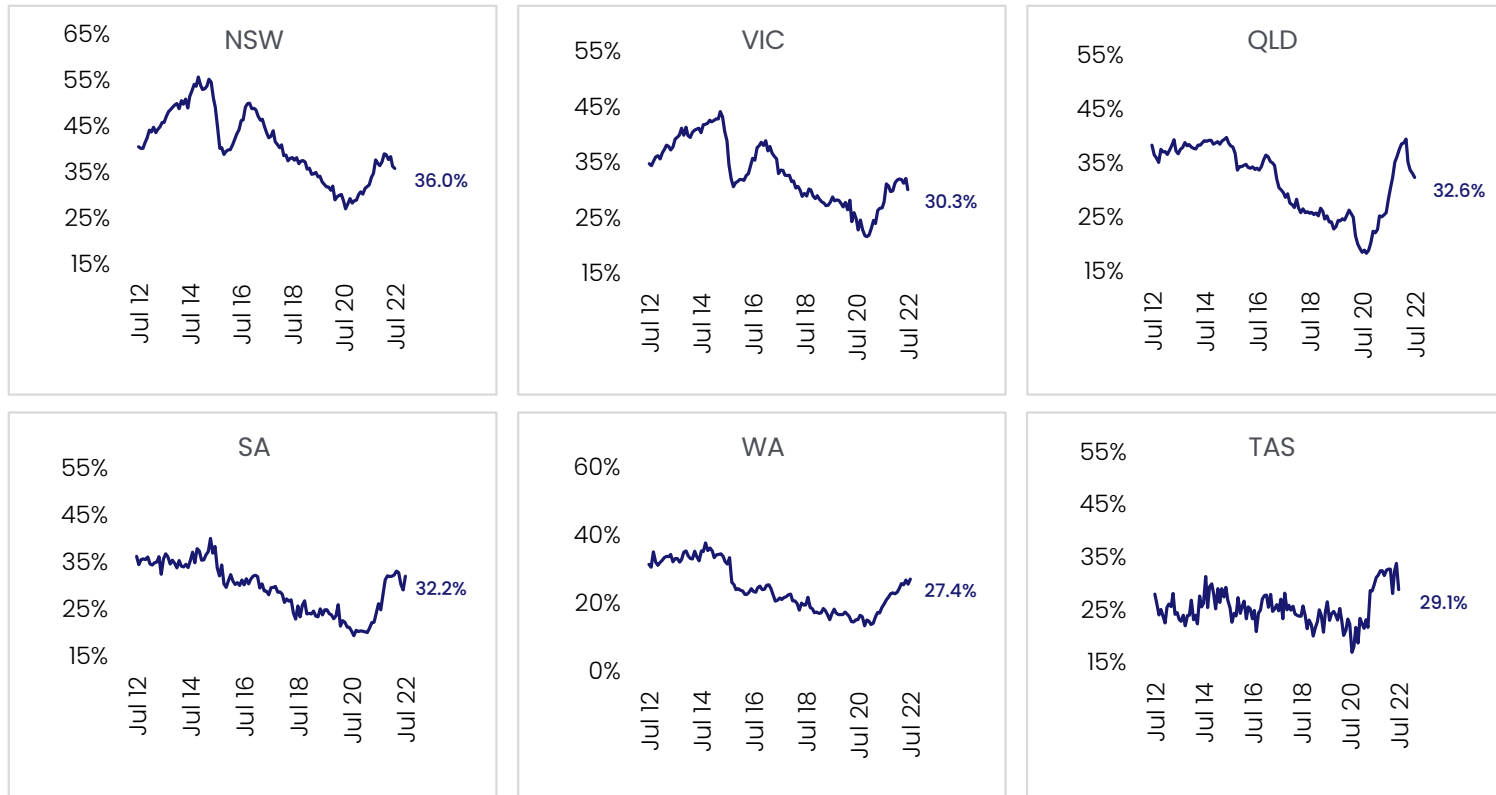 NSW
65%
55%
45%
35%
25%
15%
36.0%
Jul 12
Jul 14
Jul 16
Jul 18
Jul 20
Jul 22
VIC
55%
45%
35%
25%
15%
30.3%
Jul 12
Jul 14
Jul 16
Jul 18
Jul 20
Jul 22
QLD
55%
45%
35%
25%
15%
32.6%
Jul 12
Jul 14
Jul 16
Jul 18
Jul 20
Jul 22
SA
55%
45%
35%
25%
15%
32.2%
Jul 12
Jul 14
Jul 16
Jul 18
Jul 20
Jul 22
WA
60%
40%
20%
0%
27.4%
Jul 12
Jul 14
Jul 16
Jul 18
Jul 20
Jul 22
TAS
55%
45%
35%
25%
15%
29.1%
Jul 12
Jul 14
Jul 16
Jul 18
Jul 20
Jul 22